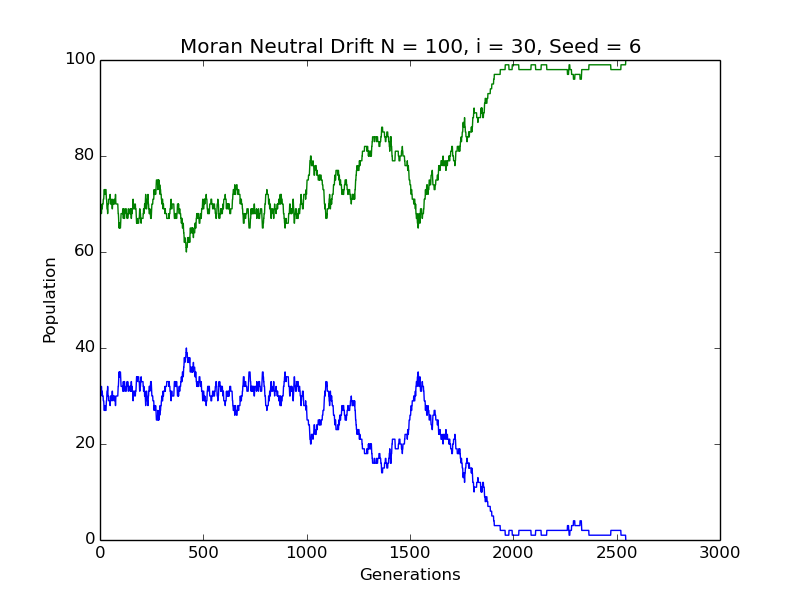 Moran Neutral Drift N = 100, i = 30, Seed = 6
100
80
60
40
20
0
Population
0 500 1000 1500 2000 2500 3000
Generations